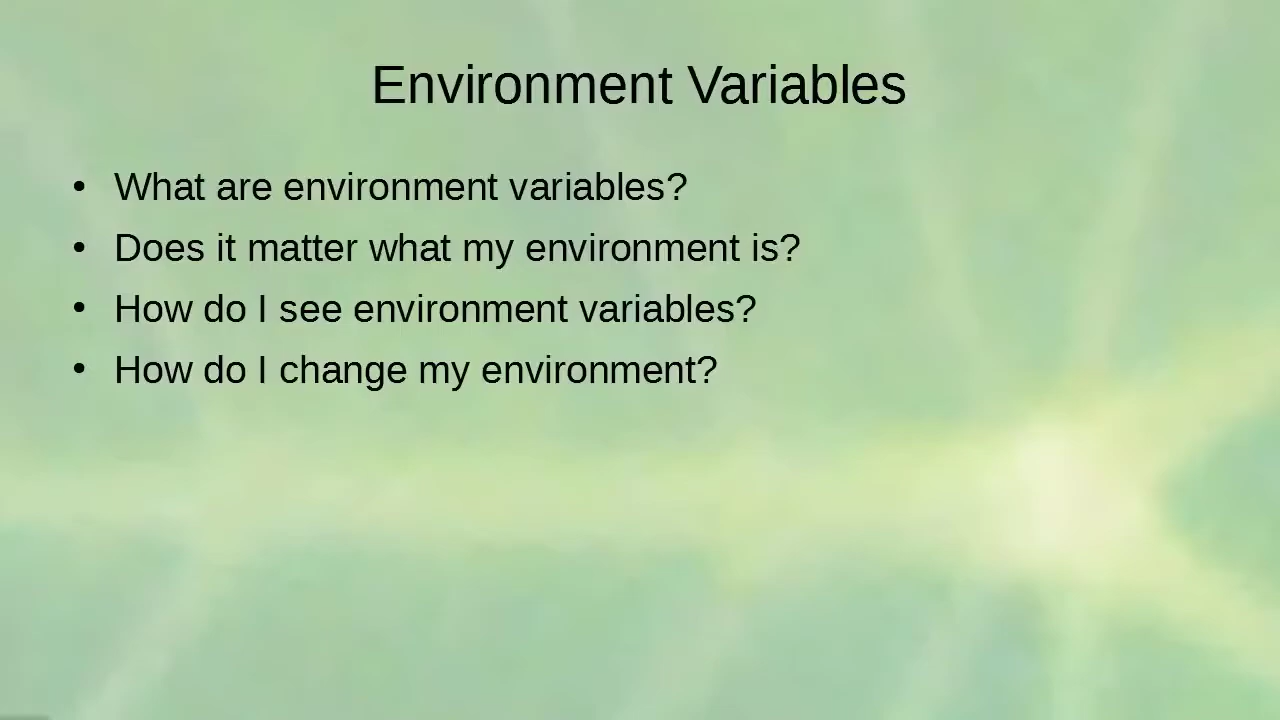 Environment Variables
• What are environment variables?
• Does it matter what my environment is?
• How do I see environment variables?
• How do I change my environment?